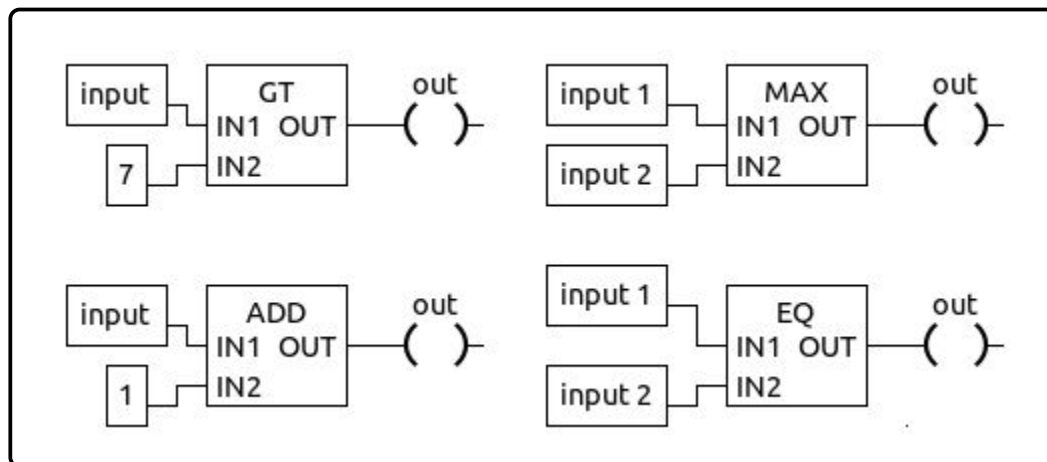 input
GT
IN1 OUT
IN2
7
out
input 1
MAX
IN1 OUT
IN2
input 2
out
input
ADD
IN1 OUT
IN2
1
out
input 1
EQ
IN1 OUT
IN2
input 2
out